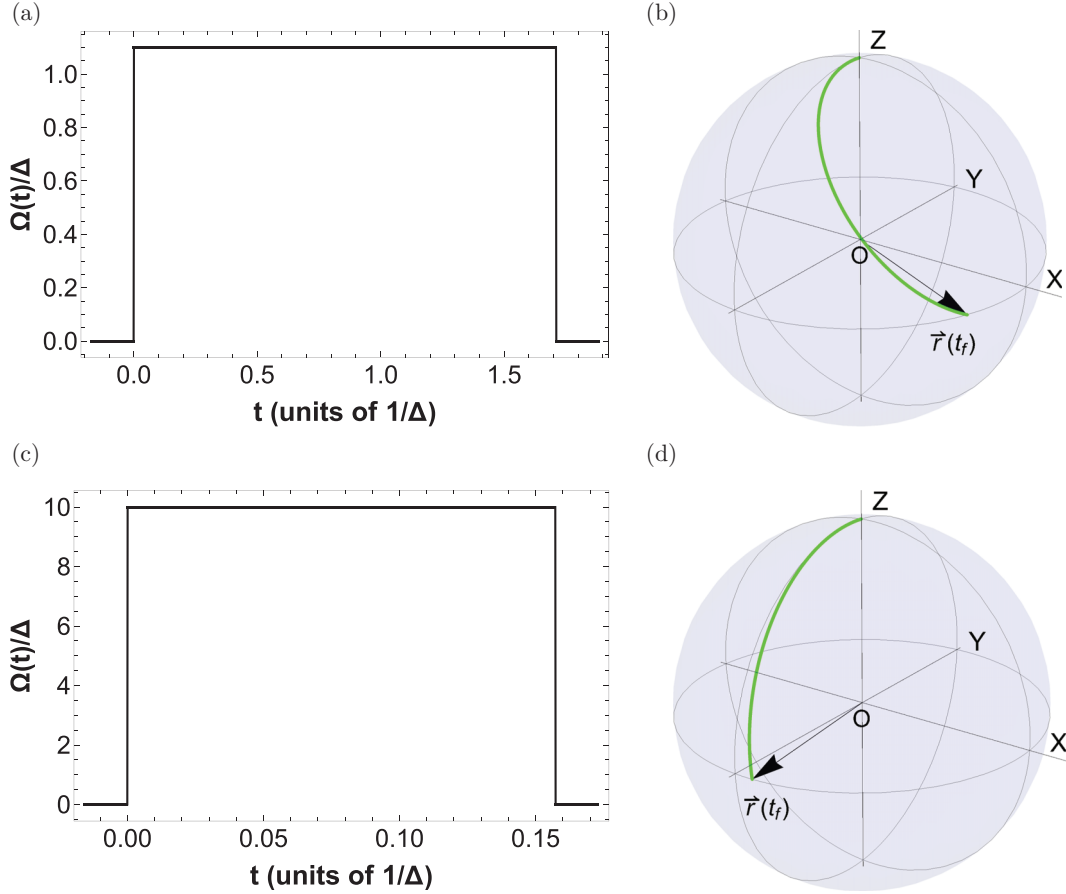 (a)
(b)
Ω(t)/Δ
1.0
0.8
0.6
0.4
0.2
0.0
0.0 0.5 1.0 1.5
t (units of 1/Δ)
Z
Y
O
X
r⃗(t_f)
(c)
(d)
Ω(t)/Δ
10
8
6
4
2
0
0.00 0.05 0.10 0.15
t (units of 1/Δ)
Z
Y
O
X
r⃗(t_f)